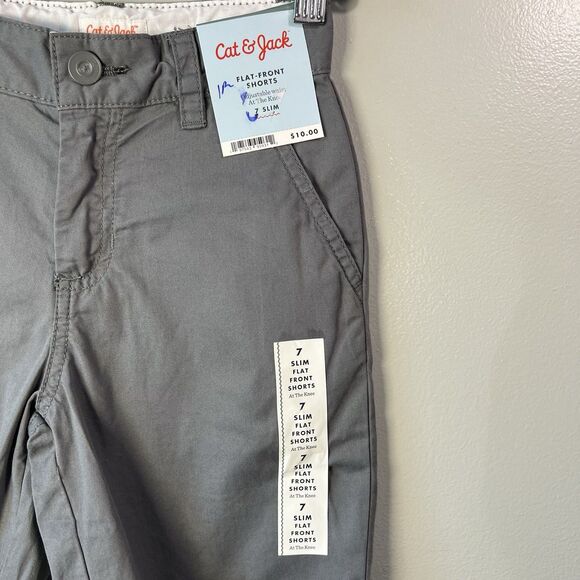 Cat & Jack
Cat & Jack
FLAT-FRONT
SHORTS
Adjustable waist
At The Knee
7 SLIM
$10.00
7
SLIM
FLAT
FRONT
SHORTS
At The Knee
7
SLIM
FLAT
FRONT
SHORTS
At The Knee
7
SLIM
FLAT
FRONT
SHORTS
At The Knee
7
SLIM
FLAT
FRONT
SHORTS
At The Knee